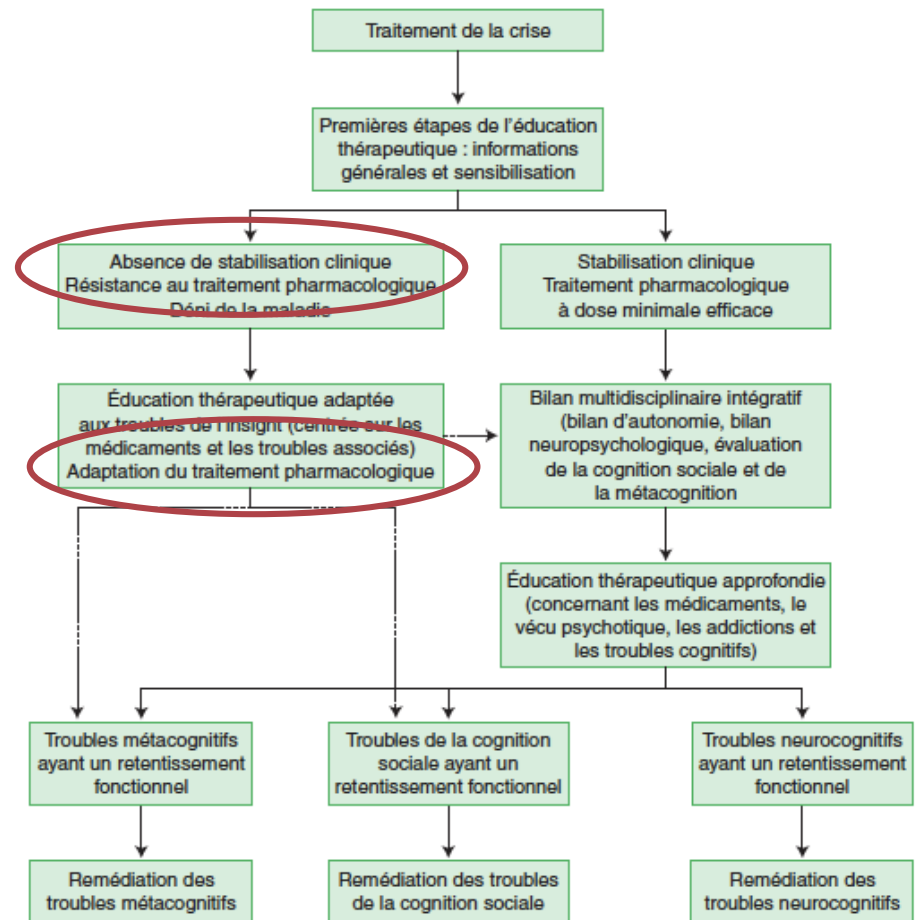 Traitement de la crise
Premières étapes de l'éducation
thérapeutique : informations
générales et sensibilisation
Absence de stabilisation clinique
Résistance au traitement pharmacologique
Déni de la maladie
Stabilisation clinique
Traitement pharmacologique
à dose minimale efficace
Éducation thérapeutique adaptée
aux troubles de l'insight (centrée sur les
médicaments et les troubles associés)
Adaptation du traitement pharmacologique
Bilan multidisciplinaire intégratif
(bilan d'autonomie, bilan
neuropsychologique, évaluation
de la cognition sociale et de
la métacognition
Éducation thérapeutique approfondie
(concernant les médicaments, le
vécu psychotique, les addictions et
les troubles cognitifs)
Troubles métacognitifs
ayant un retentissement
fonctionnel
Troubles de la cognition
sociale ayant un
retentissement fonctionnel
Troubles neurocognitifs
ayant un retentissement
fonctionnel
Remédiation des
troubles métacognitifs
Remédiation des troubles
de la cognition sociale
Remédiation des
troubles neurocognitifs